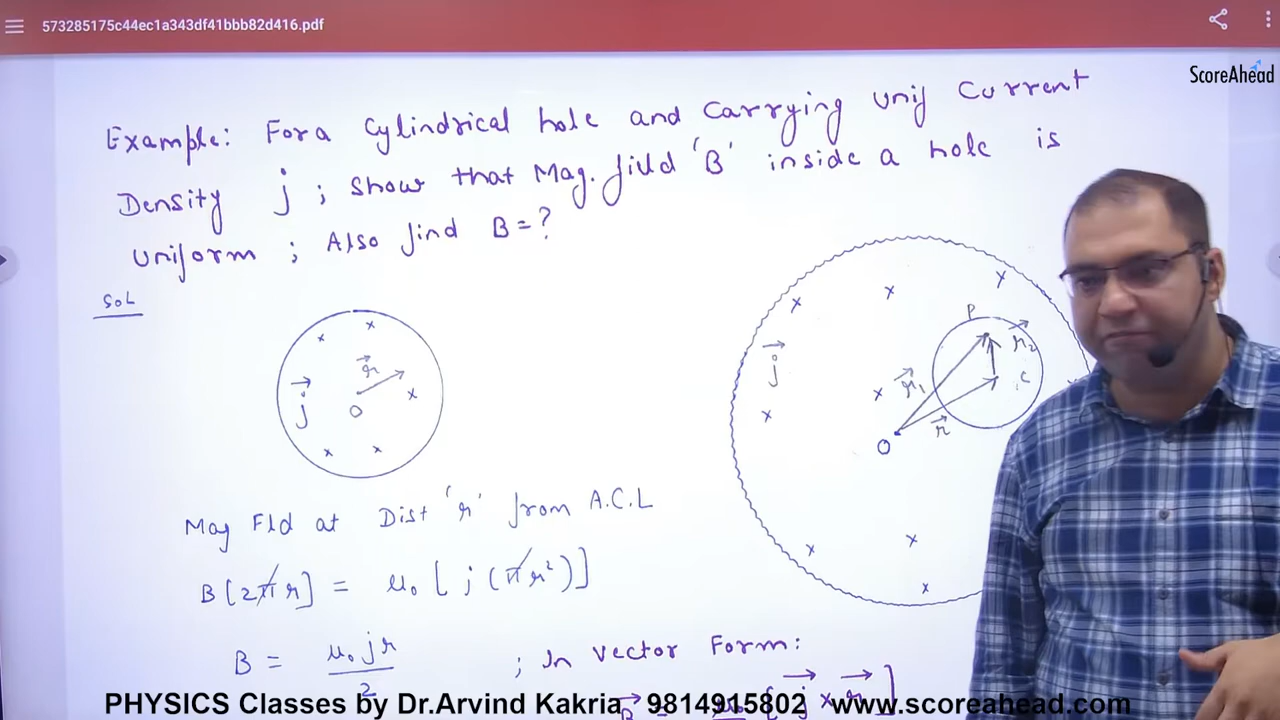 573285175c44ec1a343df41bbb82d416.pdf
ScoreAhead
Example: For a Cylindrical hole and Carrying Unif Current
Density j ; Show that Mag. field 'B' inside a hole is
Uniform ; Also find B=?
Sol
x x
j⃗ r⃗ x
O
x x
x x x
j⃗ P r⃗₂
x x r⃗₁ C x
O r⃗
x x
x
Mag Fld at Dist 'r' from A.C.L
B[2πr] = μ₀[j(πr²)]
B = μ₀jr/2 ; In Vector Form:
[j⃗ × r⃗]
PHYSICS Classes by Dr.Arvind Kakria 9814915802 www.scoreahead.com